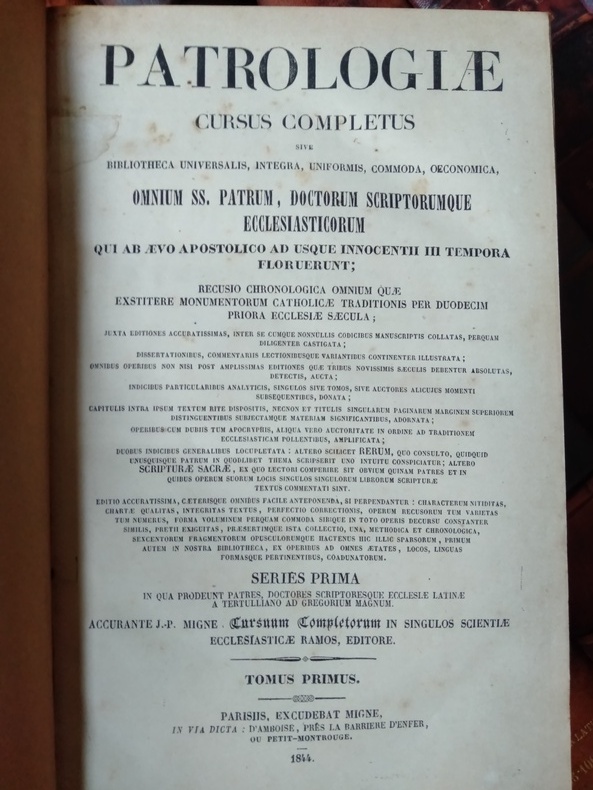 PATROLOGIÆ
CURSUS COMPLETUS
SIVE
BIBLIOTHECA UNIVERSALIS, INTEGRA, UNIFORMIS, COMMODA, OECONOMICA,
OMNIUM SS. PATRUM, DOCTORUM SCRIPTORUMQUE
ECCLESIASTICORUM
QUI AB ÆVO APOSTOLICO AD USQUE INNOCENTII III TEMPORA
FLORUERUNT;
RECUSIO CHRONOLOGICA OMNIUM QUÆ
EXSTITERE MONUMENTORUM CATHOLICÆ TRADITIONIS PER DUODECIM
PRIORA ECCLESIÆ SÆCULA;
JUXTA EDITIONES ACCURATISSIMAS, INTER SE CUMQUE NONNULLIS CODICIBUS MANUSCRIPTIS COLLATAS, PERQUAM
DILIGENTER CASTIGATA;
DISSERTATIONIBUS, COMMENTARIIS LECTIONIBUSQUE VARIANTIBUS CONTINENTER ILLUSTRATA;
OMNIBUS OPERIBUS NON NISI POST AMPLISSIMAS EDITIONES QUÆ TRIBUS NOVISSIMIS SÆCULIS DEBENTUR ABSOLUTAS,
DETECTIS, AUCTA;
INDICIBUS PARTICULARIBUS ANALYTICIS, SINGULOS SIVE TOMOS, SIVE AUCTORES ALICUJUS MOMENTI
SUBSEQUENTIBUS, DONATA;
CAPITULIS INTRA IPSUM TEXTUM RITE DISPOSITIS, NECNON ET TITULIS SINGULARUM PAGINARUM MARGINEM SUPERIOREM
DISTINGUENTIBUS SUBJECTAMQUE MATERIAM SIGNIFICANTIBUS, ADORNATA;
OPERIBUS CUM DUBIIS TUM APOCRYPHIS, ALIQUA VERO AUCTORITATE IN ORDINE AD TRADITIONEM
ECCLESIASTICAM POLLENTIBUS, AMPLIFICATA;
DUOBUS INDICIBUS GENERALIBUS LOCUPLETATA : ALTERO SCILICET RERUM, QUO CONSULTO, QUIDQUID
UNUSQUISQUE PATRUM IN QUODLIBET THEMA SCRIPSERIT UNO INTUITU CONSPICIATUR; ALTERO
SCRIPTURÆ SACRÆ, EX QUO LECTORI COMPERIRE SIT OBVIUM QUINAM PATRES ET IN
QUIBUS OPERUM SUORUM LOCIS SINGULOS SINGULORUM LIBRORUM SCRIPTURÆ
TEXTUS COMMENTATI SINT.
EDITIO ACCURATISSIMA, CÆTERISQUE OMNIBUS FACILE ANTEPONENDA, SI PERPENDANTUR : CHARACTERUM NITIDITAS,
CHARTÆ QUALITAS, INTEGRITAS TEXTUS, PERFECTIO CORRECTIONIS, OPERUM RECUSORUM TUM VARIETAS
TUM NUMERUS, FORMA VOLUMINUM PERQUAM COMMODA SIBIQUE IN TOTO OPERIS DECURSU CONSTANTER
SIMILIS, PRETII EXIGUITAS, PRÆSERTIMQUE ISTA COLLECTIO, UNA, METHODICA ET CHRONOLOGICA,
SEXCENTORUM FRAGMENTORUM OPUSCULORUMQUE HACTENUS HIC ILLIC SPARSORUM, PRIMUM
AUTEM IN NOSTRA BIBLIOTHECA, EX OPERIBUS AD OMNES ÆTATES, LOCOS, LINGUAS
FORMASQUE PERTINENTIBUS, COADUNATORUM.
SERIES PRIMA
IN QUA PRODEUNT PATRES, DOCTORES SCRIPTORESQUE ECCLESIÆ LATINÆ
A TERTULLIANO AD GREGORIUM MAGNUM.
ACCURANTE J.-P. MIGNE, Cursuum Completorum IN SINGULOS SCIENTIÆ
ECCLESIASTICÆ RAMOS, EDITORE.
TOMUS PRIMUS.
PARISIIS, EXCUDEBAT MIGNE,
IN VIA DICTA : D'AMBOISE, PRÈS LA BARRIERE D'ENFER,
OU PETIT-MONTROUGE.
1844.